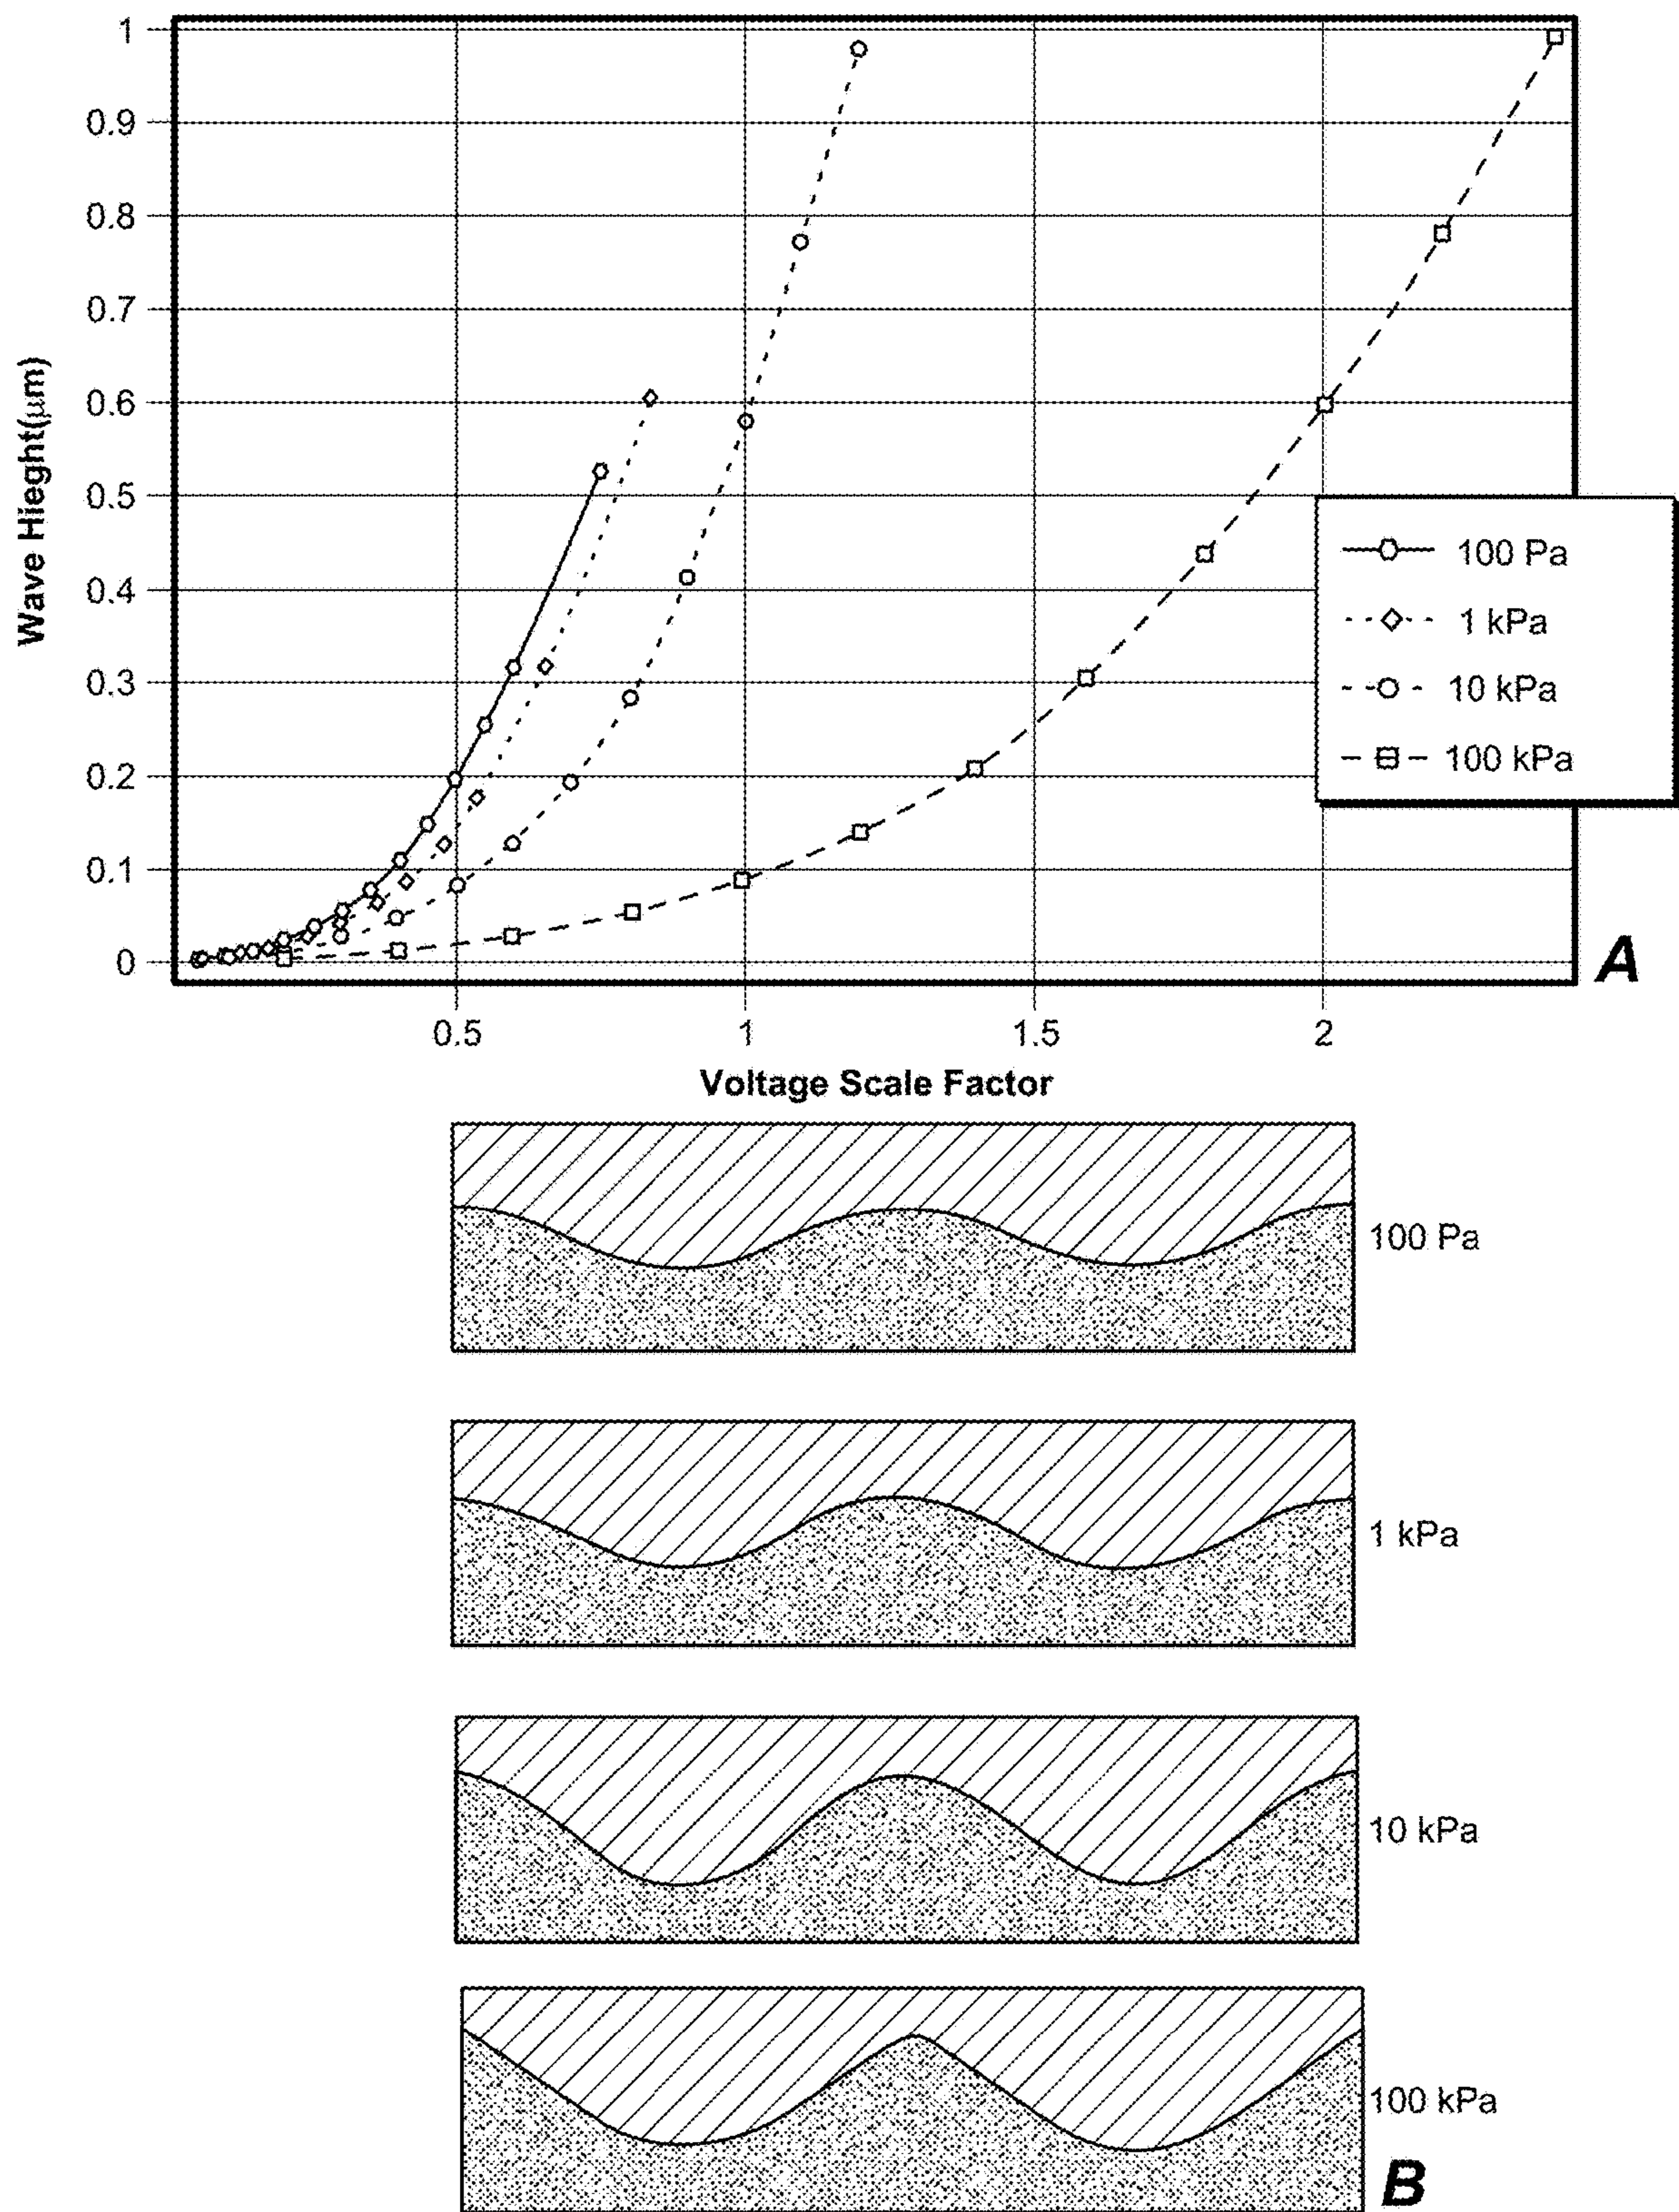 1
0.9
0.8
0.7
0.6
0.5
0.4
0.3
0.2
0.1
0
Wave Hieght(μm)
100 Pa
1 kPa
10 kPa
100 kPa
A
0.5 1 1.5 2
Voltage Scale Factor
100 Pa
1 kPa
10 kPa
100 kPa
B